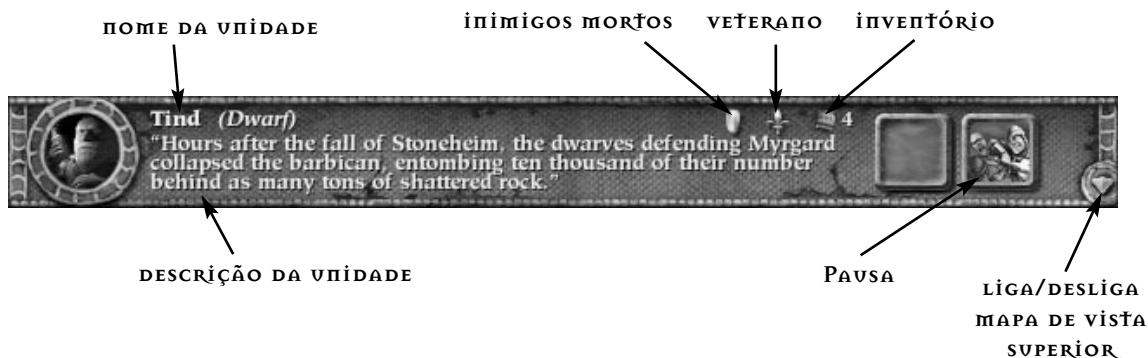 NOME DA UNIDADE
INIMIGOS MORTOS
VETERANO
INVENTÓRIO
Tind (Dwarf)
4
“Hours after the fall of Stoneheim, the dwarves defending Myrgard
collapsed the barbican, entombing ten thousand of their number
behind as many tons of shattered rock.”
DESCRIÇÃO DA UNIDADE
PAUSA
LIGA/DESLIGA
MAPA DE VISTA
SUPERIOR